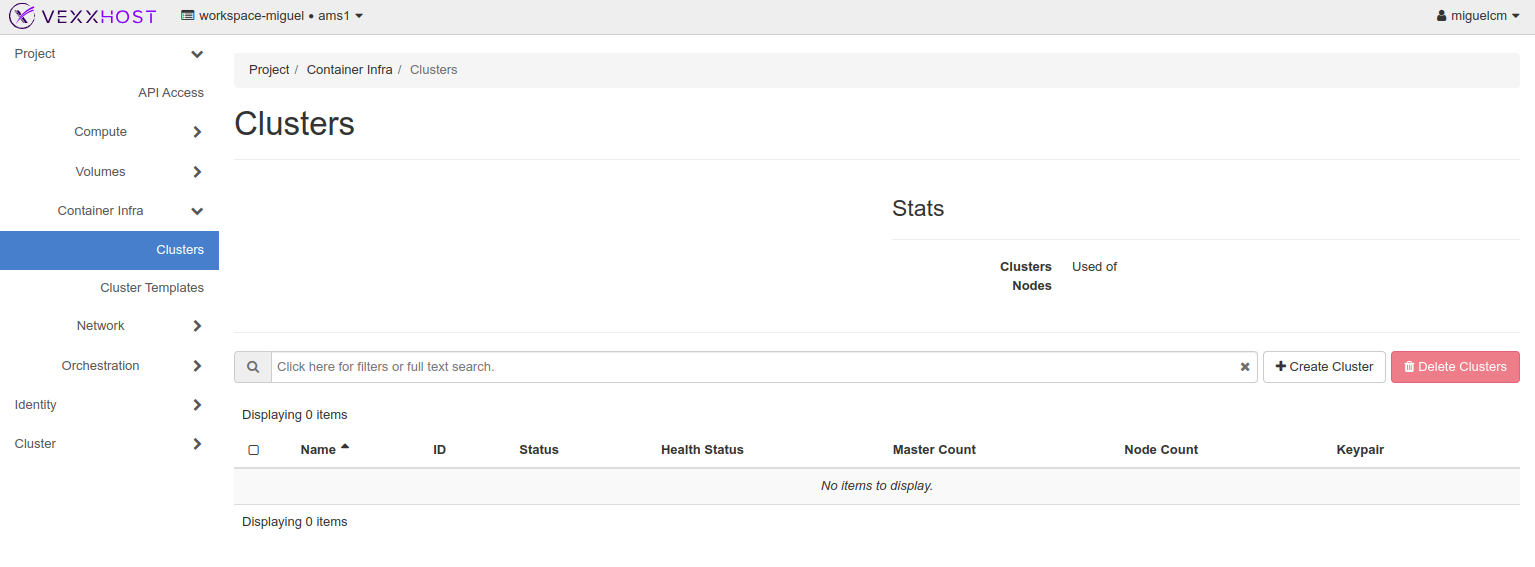 VEXXHOST
workspace-miguel • ams1
miguelcm
Project
API Access
Compute
Volumes
Container Infra
Clusters
Cluster Templates
Network
Orchestration
Identity
Cluster
Project / Container Infra / Clusters
Clusters
Stats
Clusters Used of
Nodes
Click here for filters or full text search.
Create Cluster
Delete Clusters
Displaying 0 items
Name ID Status Health Status Master Count Node Count Keypair
No items to display.
Displaying 0 items